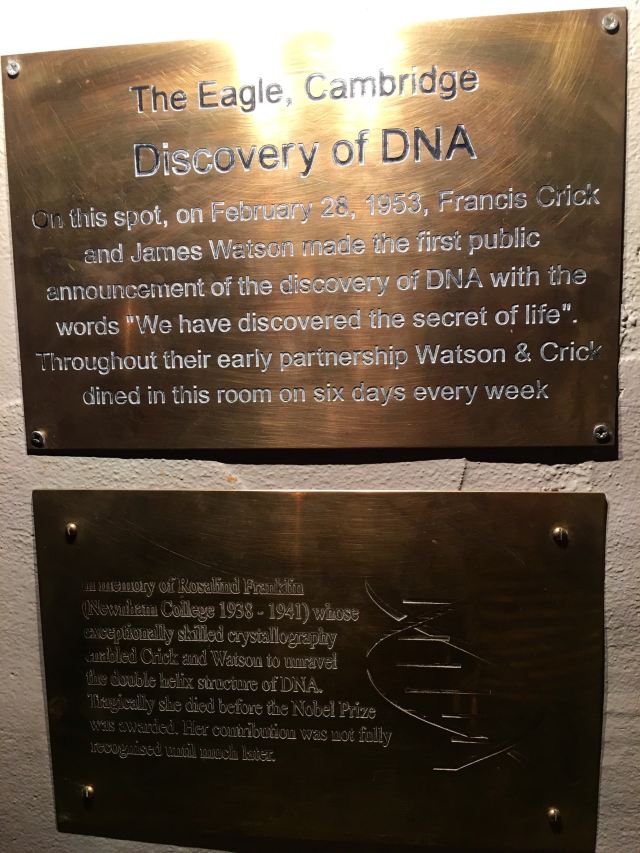 The Eagle, Cambridge
Discovery of DNA
On this spot, on February 28, 1953, Francis Crick
and James Watson made the first public
announcement of the discovery of DNA with the
words "We have discovered the secret of life".
Throughout their early partnership Watson & Crick
dined in this room on six days every week
In memory of Rosalind Franklin
(Newnham College 1938 - 1941) whose
exceptionally skilled crystallography
enabled Crick and Watson to unravel
the double helix structure of DNA.
Tragically she died before the Nobel Prize
was awarded. Her contribution was not fully
recognised until much later.